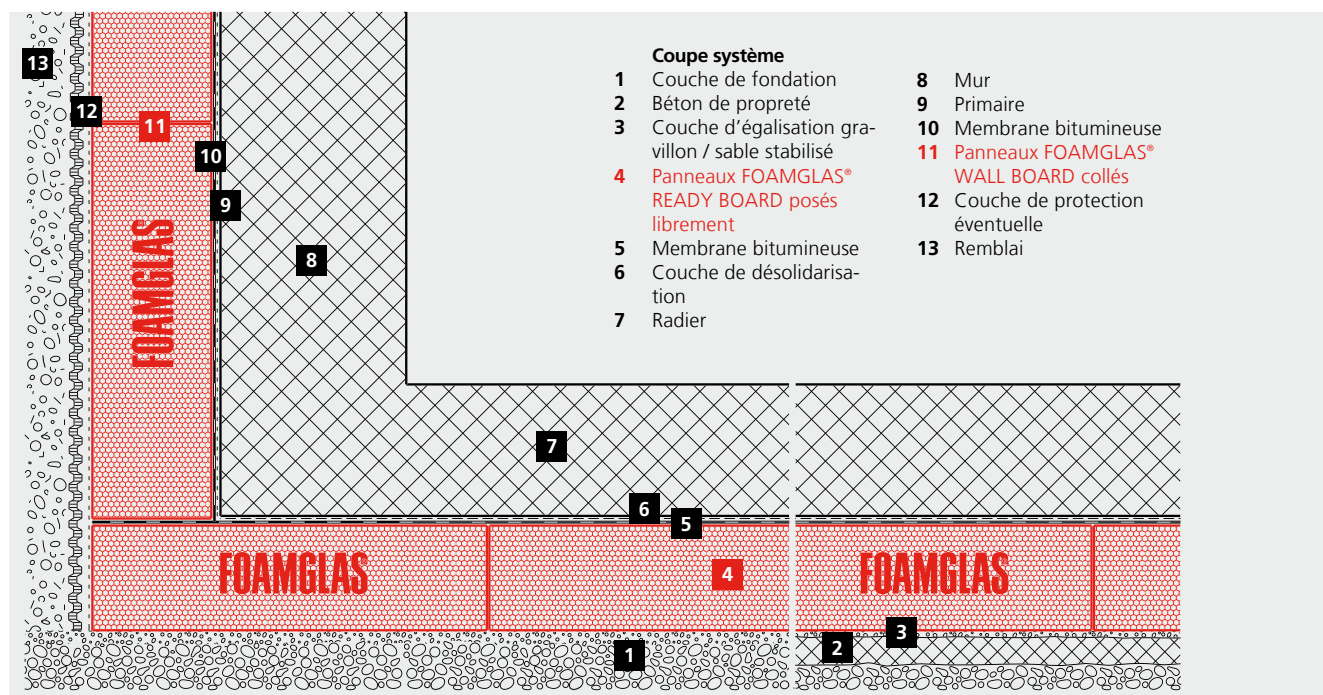 Coupe système
1 Couche de fondation
2 Béton de propreté
3 Couche d'égalisation gra-
villon / sable stabilisé
4 Panneaux FOAMGLAS®
READY BOARD posés
librement
5 Membrane bitumineuse
6 Couche de désolidarisa-
tion
7 Radier
8 Mur
9 Primaire
10 Membrane bitumineuse
11 Panneaux FOAMGLAS®
WALL BOARD collés
12 Couche de protection
éventuelle
13 Remblai
13
12
11
10
9
8
FOAMGLAS
7
6
5
FOAMGLAS
4
FOAMGLAS
3
2
1